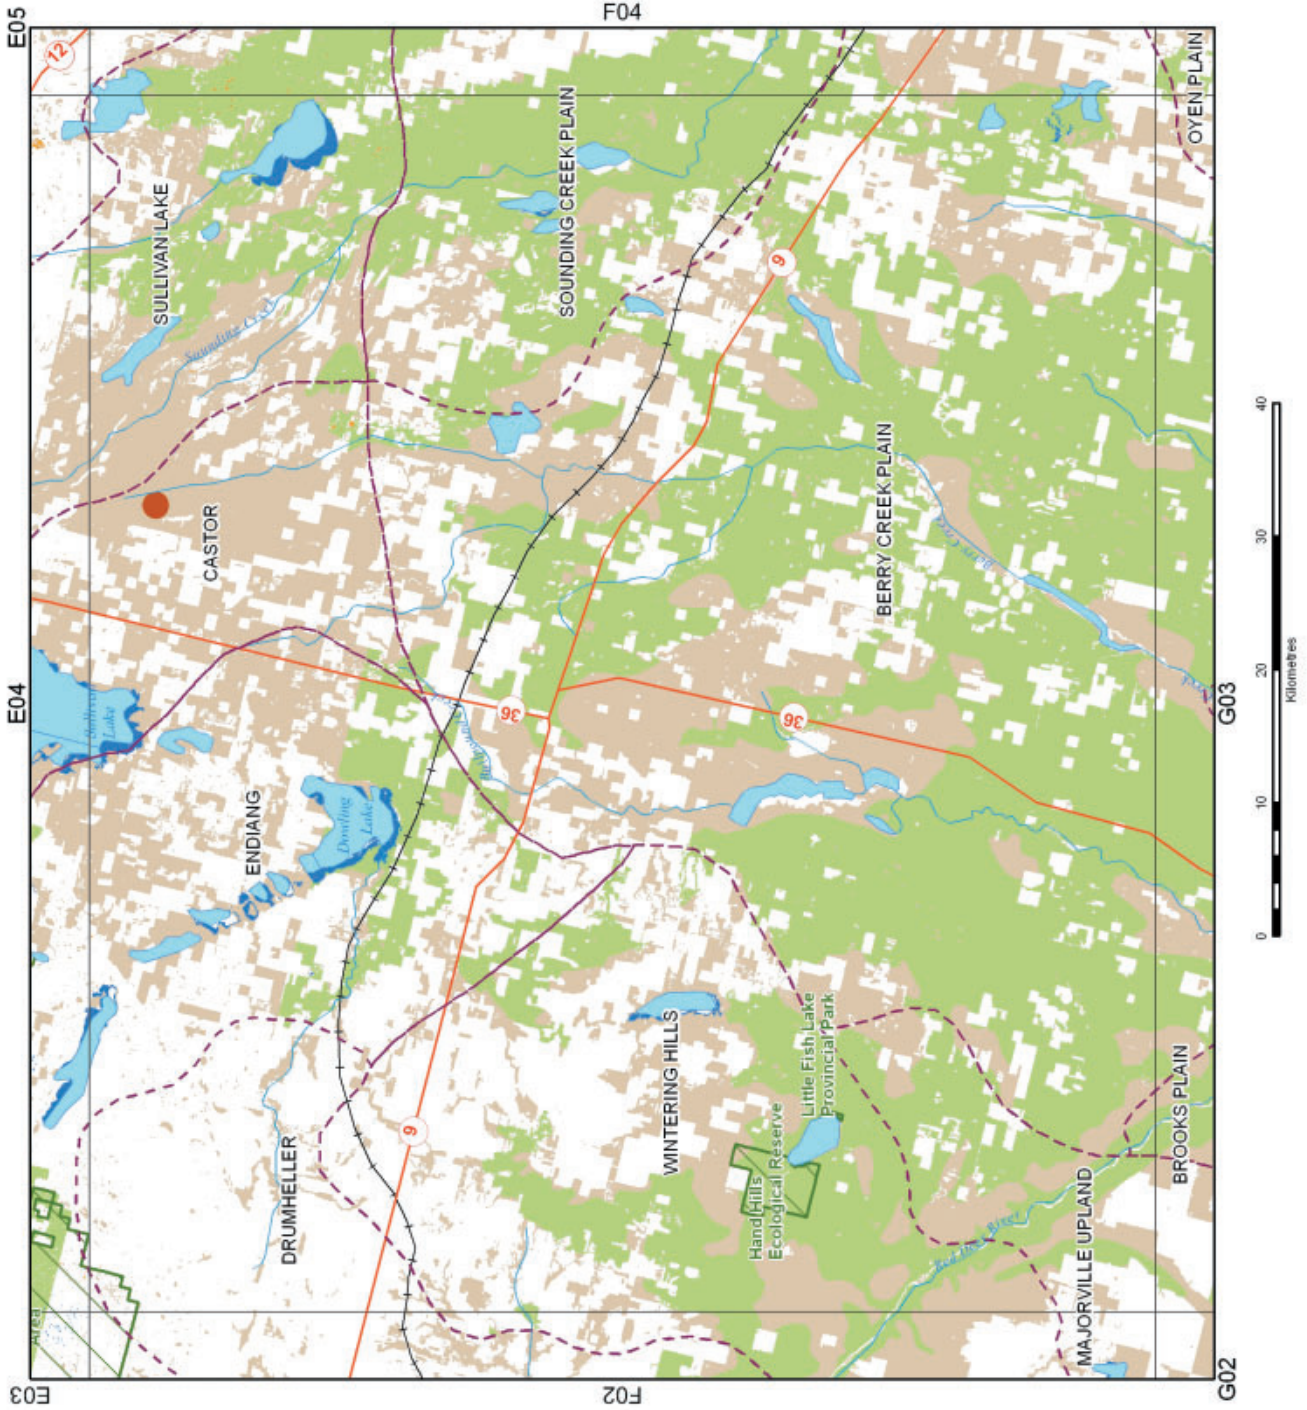 E05
F04
12
OYEN PLAIN
SOUNDING CREEK PLAIN
SULLIVAN LAKE
9
Sounding Creek
CASTOR
BERRY CREEK PLAIN
Berry Creek
E04
Sullivan
Lake
36
36
G03
Creek
ENDIANG
Dowling
Lake
WINTERING HILLS
Little Fish Lake
Provincial Park
Hand Hills
Ecological Reserve
9
DRUMHELLER
BROOKS PLAIN
MAJORVILLE UPLAND
Red Deer River
Area
E03
F02
G02
0
10
20
30
40
Kilometres